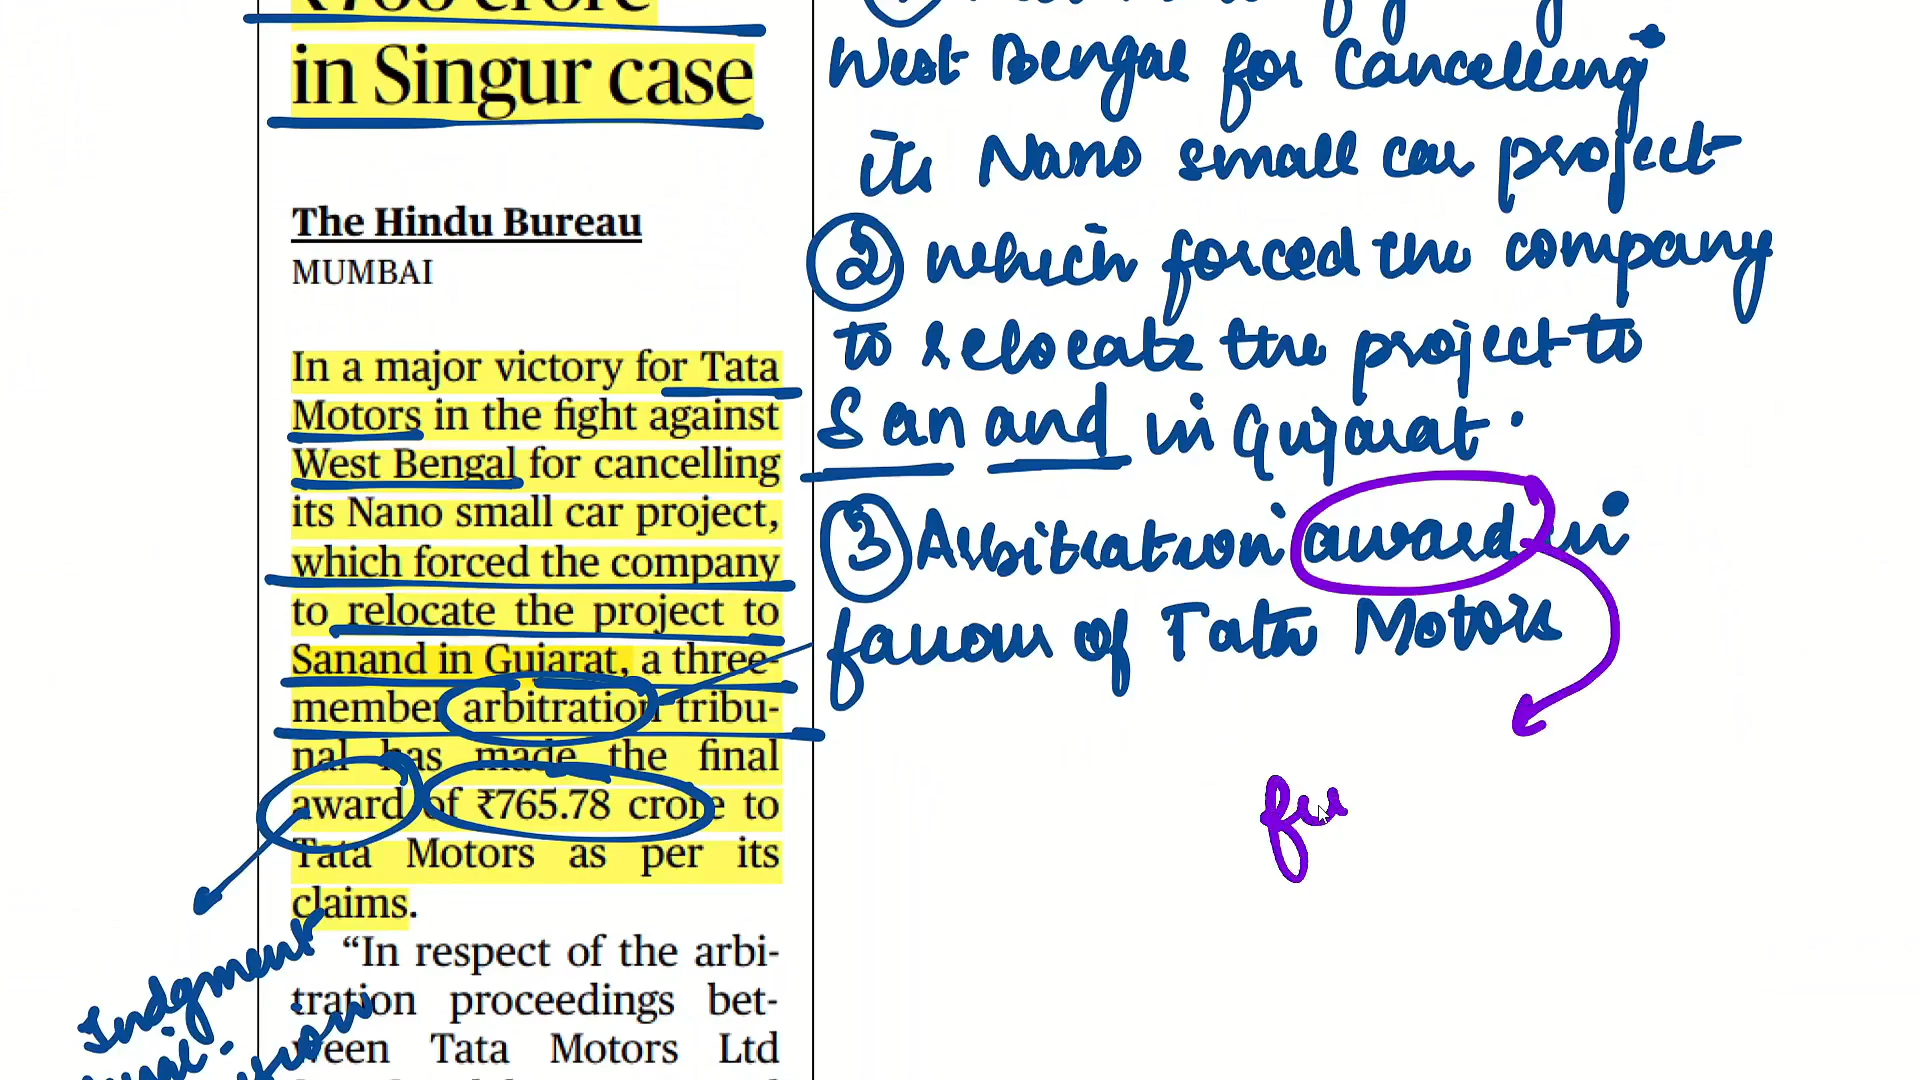 ₹766 crore
in Singur case
The Hindu Bureau
MUMBAI
In a major victory for Tata
Motors in the fight against
West Bengal for cancelling
its Nano small car project,
which forced the company
to relocate the project to
Sanand in Gujarat, a three-
member arbitration tribu-
nal has made the final
award of ₹765.78 crore to
Tata Motors as per its
claims.
“In respect of the arbi-
tration proceedings bet-
ween Tata Motors Ltd
Judgment
West Bengal for Cancelling
its Nano small car project
② which forced the company
to relocate the project to
Sanand in Gujarat.
③ Arbitration award in
favour of Tata Motors